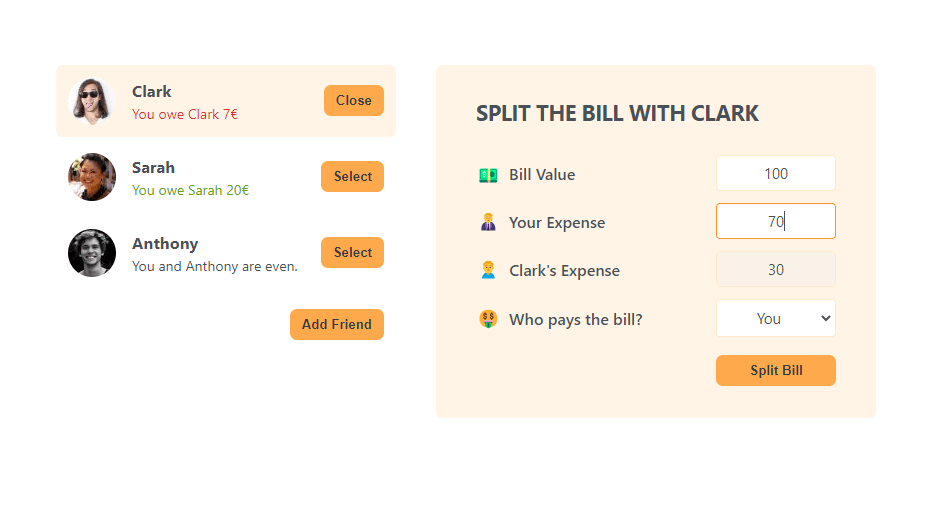 Clark
You owe Clark 7€
Close
Sarah
You owe Sarah 20€
Select
Anthony
You and Anthony are even.
Select
Add Friend
SPLIT THE BILL WITH CLARK
Bill Value
100
Your Expense
70
Clark's Expense
30
Who pays the bill?
You
Split Bill